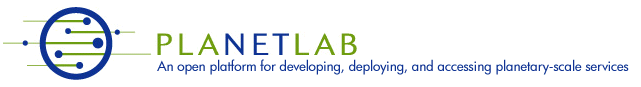 PLANETLAB
An open platform for developing, deploying, and accessing planetary-scale services